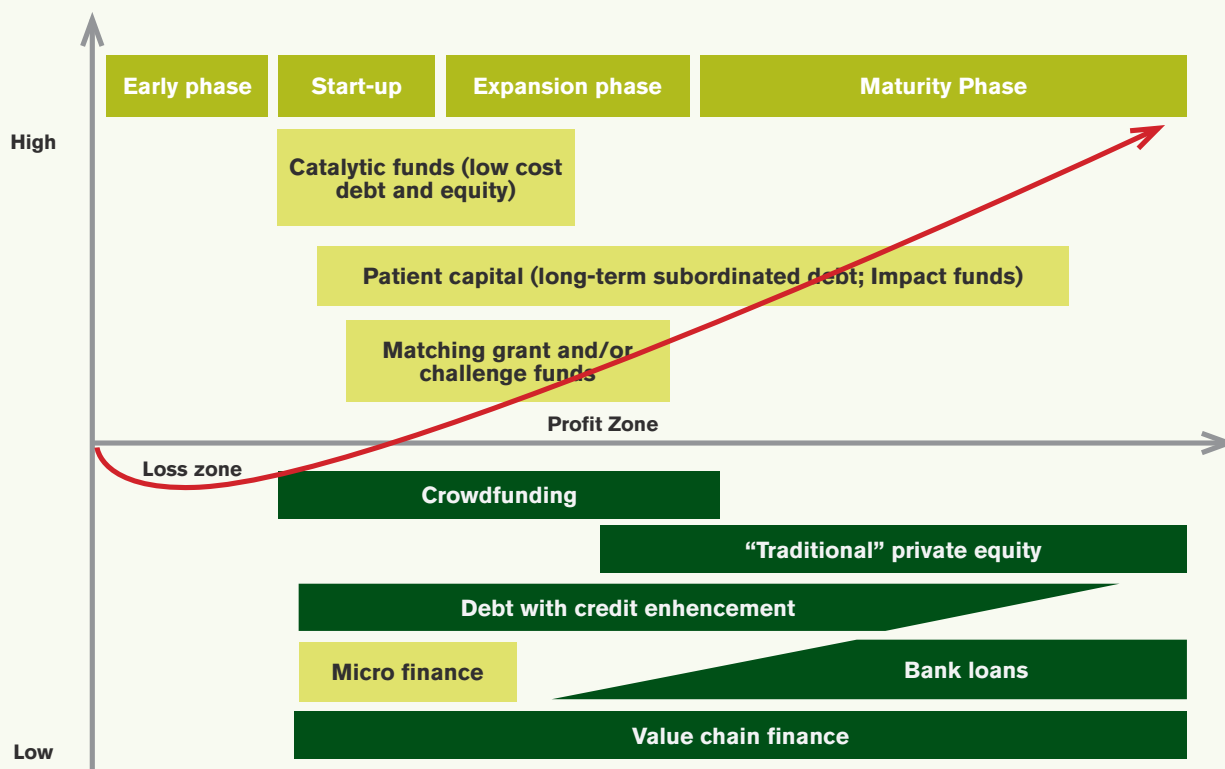 Early phase
Start-up
Expansion phase
Maturity Phase
High
Catalytic funds (low cost
debt and equity)
Patient capital (long-term subordinated debt; Impact funds)
Matching grant and/or
challenge funds
Profit Zone
Loss zone
Crowdfunding
“Traditional” private equity
Debt with credit enhencement
Micro finance
Bank loans
Value chain finance
Low